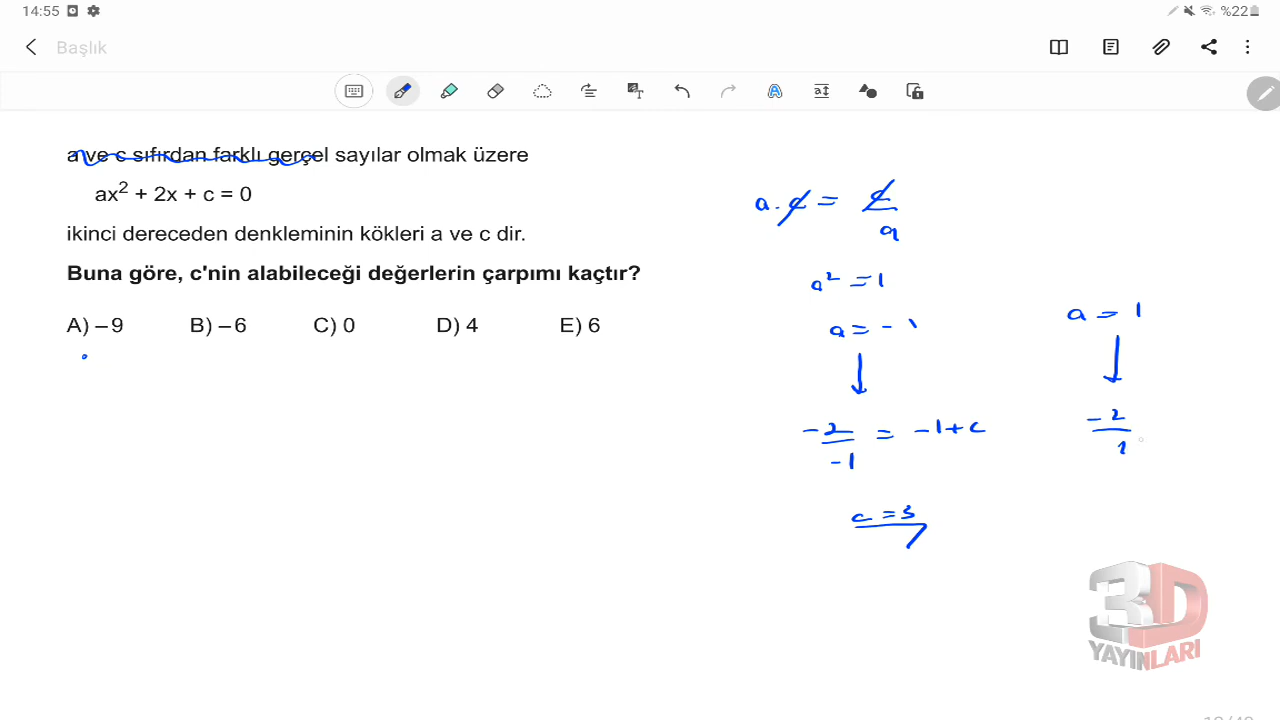 14:55 %22
Başlık
a ve c sıfırdan farklı gerçel sayılar olmak üzere
ax² + 2x + c = 0
ikinci dereceden denkleminin kökleri a ve c dir.
Buna göre, c'nin alabileceği değerlerin çarpımı kaçtır?
A) –9 B) –6 C) 0 D) 4 E) 6
a . c = c/a
a² = 1
a = -1
a = 1
-2/-1 = -1+c
-2/1
c = 3
3D
YAYINLARI